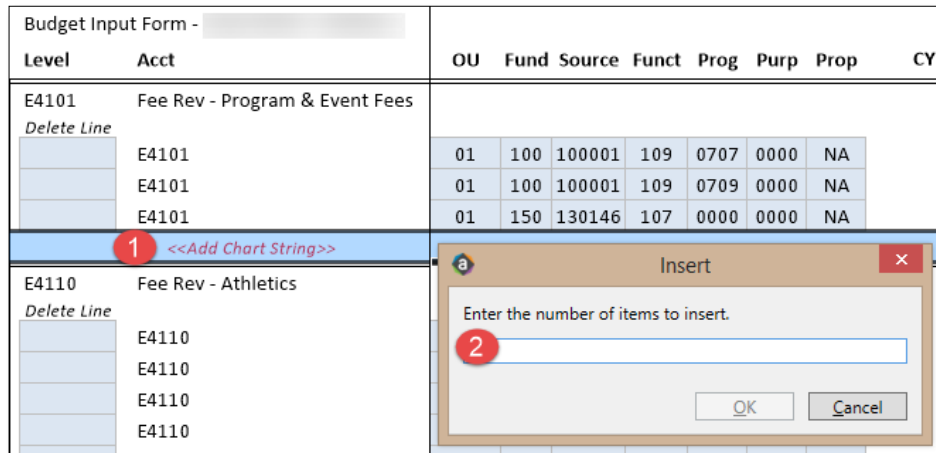 Budget Input Form -
Level Acct OU Fund Source Funct Prog Purp Prop CY
E4101 Fee Rev - Program & Event Fees
Delete Line
E4101 01 100 100001 109 0707 0000 NA
E4101 01 100 100001 109 0709 0000 NA
E4101 01 150 130146 107 0000 0000 NA
1 <<Add Chart String>>
a Insert ×
E4110 Fee Rev - Athletics
Delete Line
Enter the number of items to insert.
E4110
2
E4110
E4110
OK Cancel
E4110